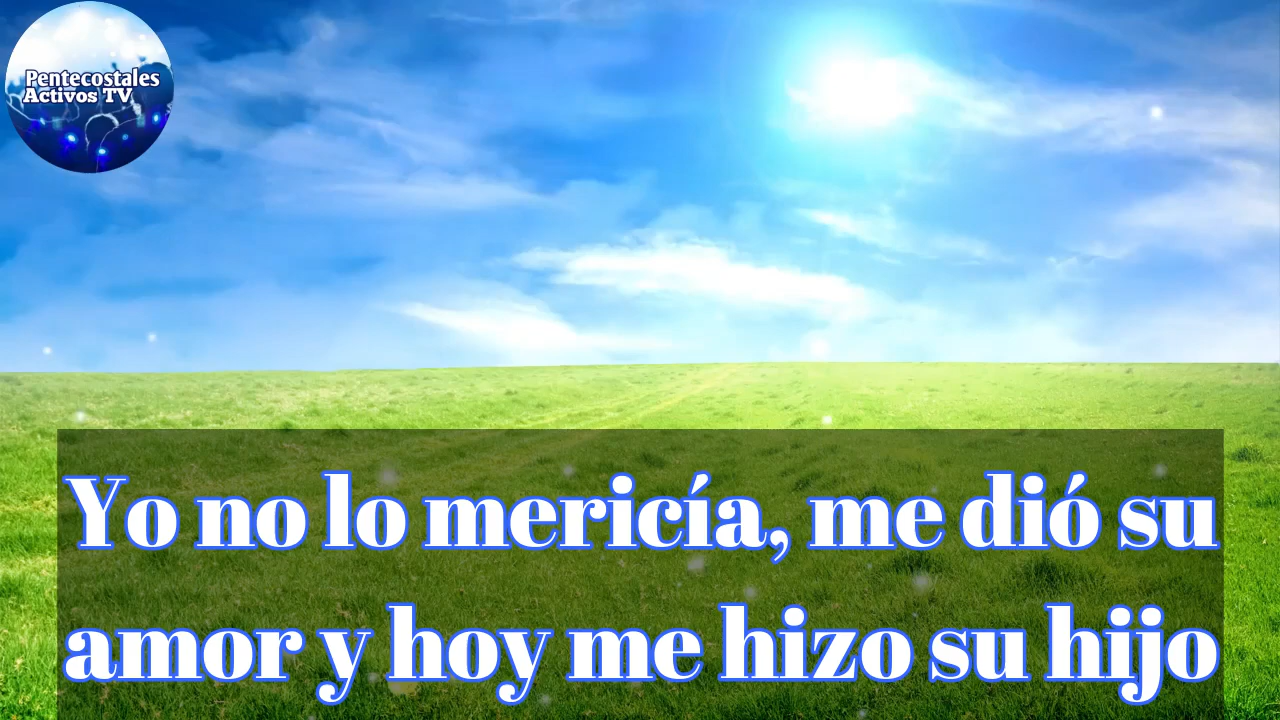 Pentecostales
Activos TV
Yo no lo mericía, me dió su
amor y hoy me hizo su hijo